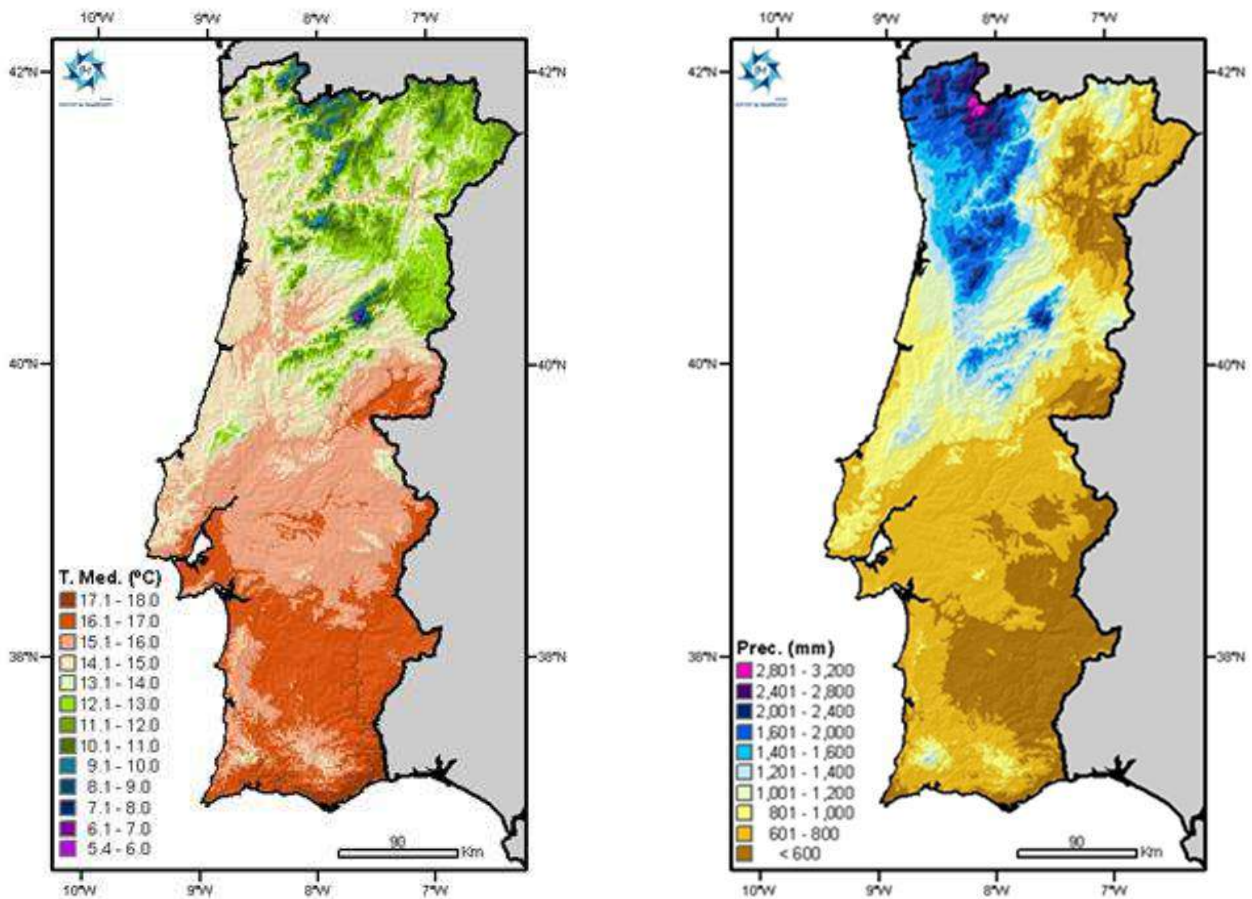 10°W 9°W 8°W 7°W
42°N 42°N
40°N 40°N
38°N 38°N
T. Med. (ºC)
17.1 - 18.0
16.1 - 17.0
15.1 - 16.0
14.1 - 15.0
13.1 - 14.0
12.1 - 13.0
11.1 - 12.0
10.1 - 11.0
9.1 - 10.0
8.1 - 9.0
7.1 - 8.0
6.1 - 7.0
5.4 - 6.0
90
Km
10°W 9°W 8°W 7°W
10°W 9°W 8°W 7°W
42°N 42°N
40°N
38°N
Prec. (mm)
2,801 - 3,200
2,401 - 2,800
2,001 - 2,400
1,601 - 2,000
1,401 - 1,600
1,201 - 1,400
1,001 - 1,200
801 - 1,000
601 - 800
< 600
90
Km
10°W 9°W 8°W 7°W